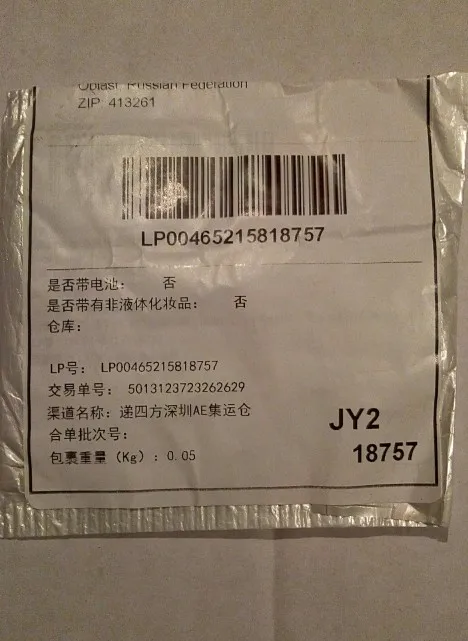 Oblast, Russian Federation
ZIP: 413261
LP00465215818757
是否带电池： 否
是否带有非液体化妆品： 否
仓库：
LP号： LP00465215818757
交易单号： 5013123723262629
渠道名称：递四方深圳AE集运仓
JY2
合单批次号：
18757
包裹重量（Kg）：0.05